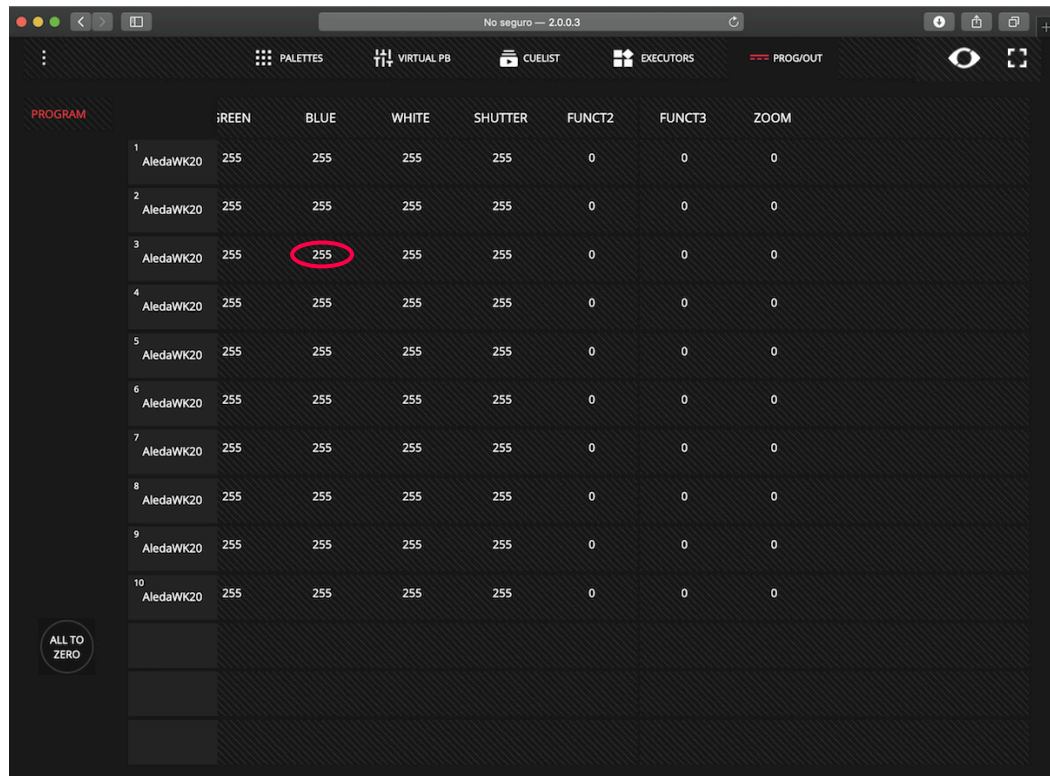 No seguro — 2.0.0.3
PALETTES VIRTUAL PB CUELIST EXECUTORS PROG/OUT
PROGRAM
GREEN BLUE WHITE SHUTTER FUNCT2 FUNCT3 ZOOM
1 AledaWK20 255 255 255 255 0 0 0
2 AledaWK20 255 255 255 255 0 0 0
3 AledaWK20 255 255 255 255 0 0 0
4 AledaWK20 255 255 255 255 0 0 0
5 AledaWK20 255 255 255 255 0 0 0
6 AledaWK20 255 255 255 255 0 0 0
7 AledaWK20 255 255 255 255 0 0 0
8 AledaWK20 255 255 255 255 0 0 0
9 AledaWK20 255 255 255 255 0 0 0
10 AledaWK20 255 255 255 255 0 0 0
ALL TO
ZERO